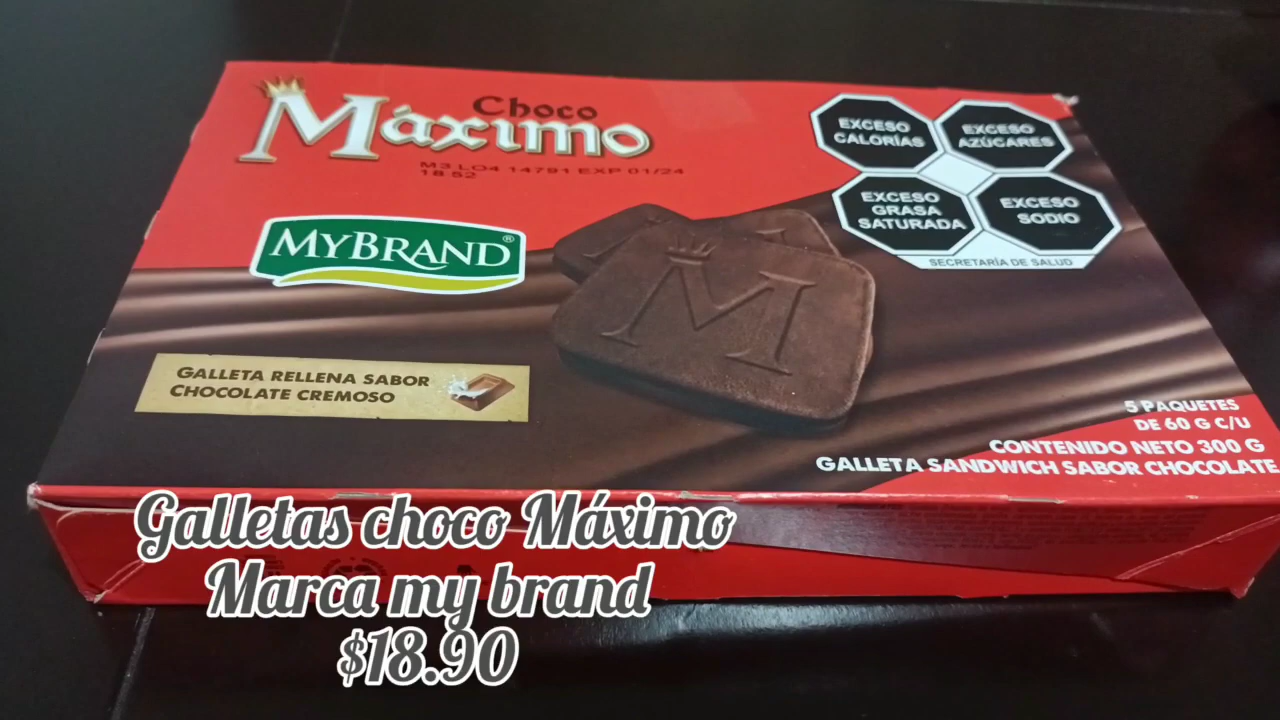 Choco
Máximo
M3 LO4 14791 EXP 01/24
18 52
MYBRAND®
GALLETA RELLENA SABOR
CHOCOLATE CREMOSO
EXCESO
CALORÍAS
EXCESO
AZÚCARES
EXCESO
GRASA
SATURADA
EXCESO
SODIO
SECRETARÍA DE SALUD
M
5 PAQUETES
DE 60 G C/U
CONTENIDO NETO 300 G
GALLETA SANDWICH SABOR CHOCOLATE
Galletas choco Máximo
Marca my brand
$18.90